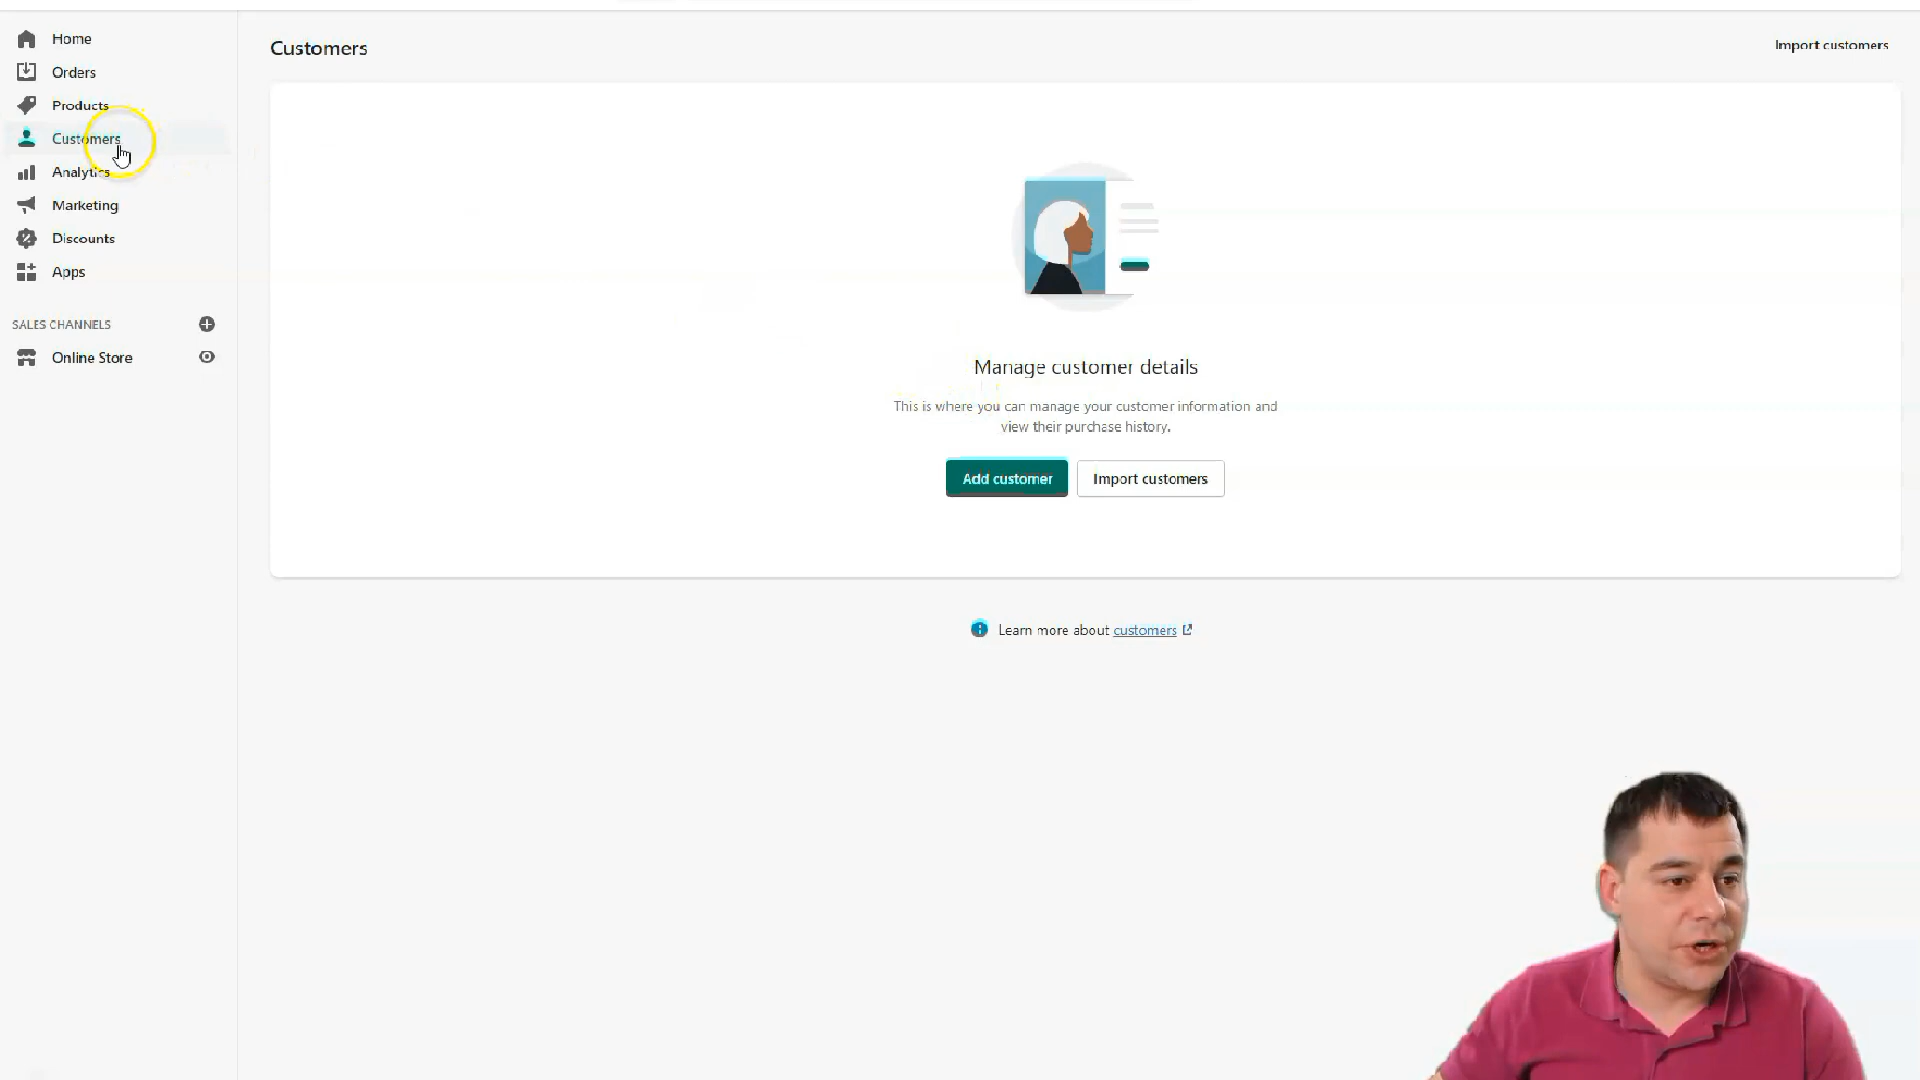 Home
Orders
Products
Customers
Analytics
Marketing
Discounts
Apps
SALES CHANNELS
Online Store
Customers
Import customers
Manage customer details
This is where you can manage your customer information and
view their purchase history.
Add customer
Import customers
Learn more about customers